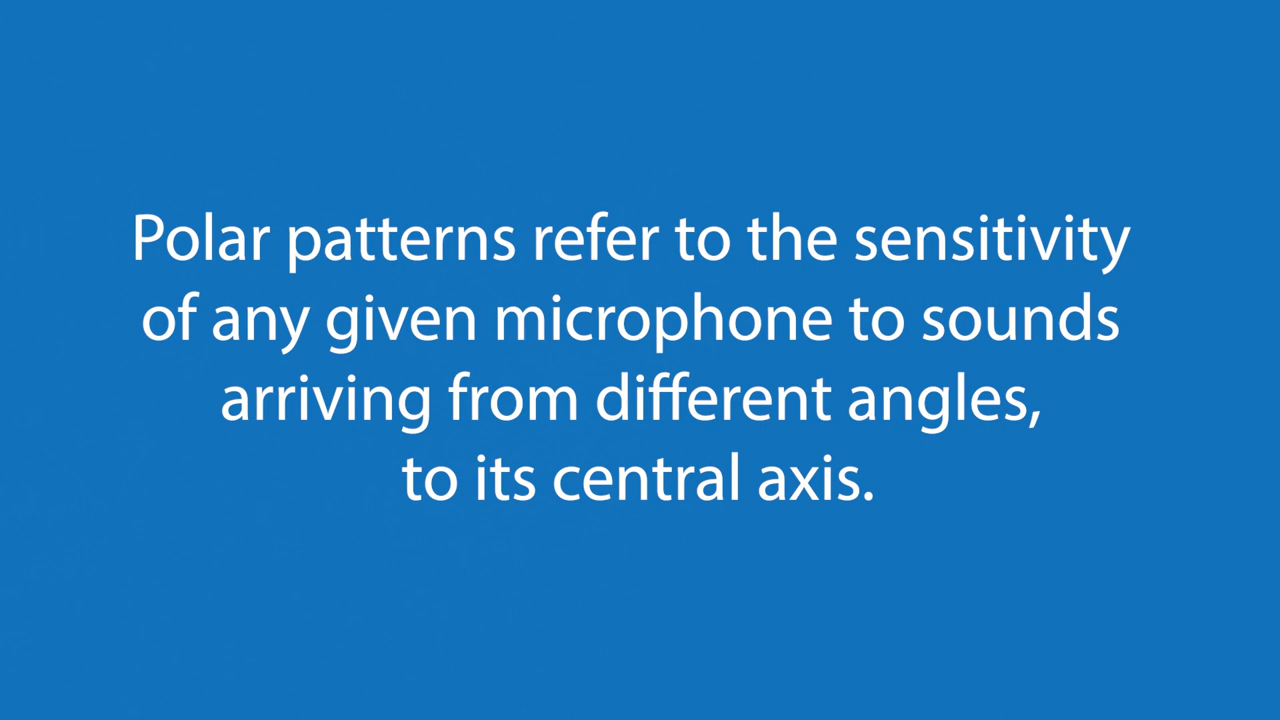 Polar patterns refer to the sensitivity
of any given microphone to sounds
arriving from different angles,
to its central axis.